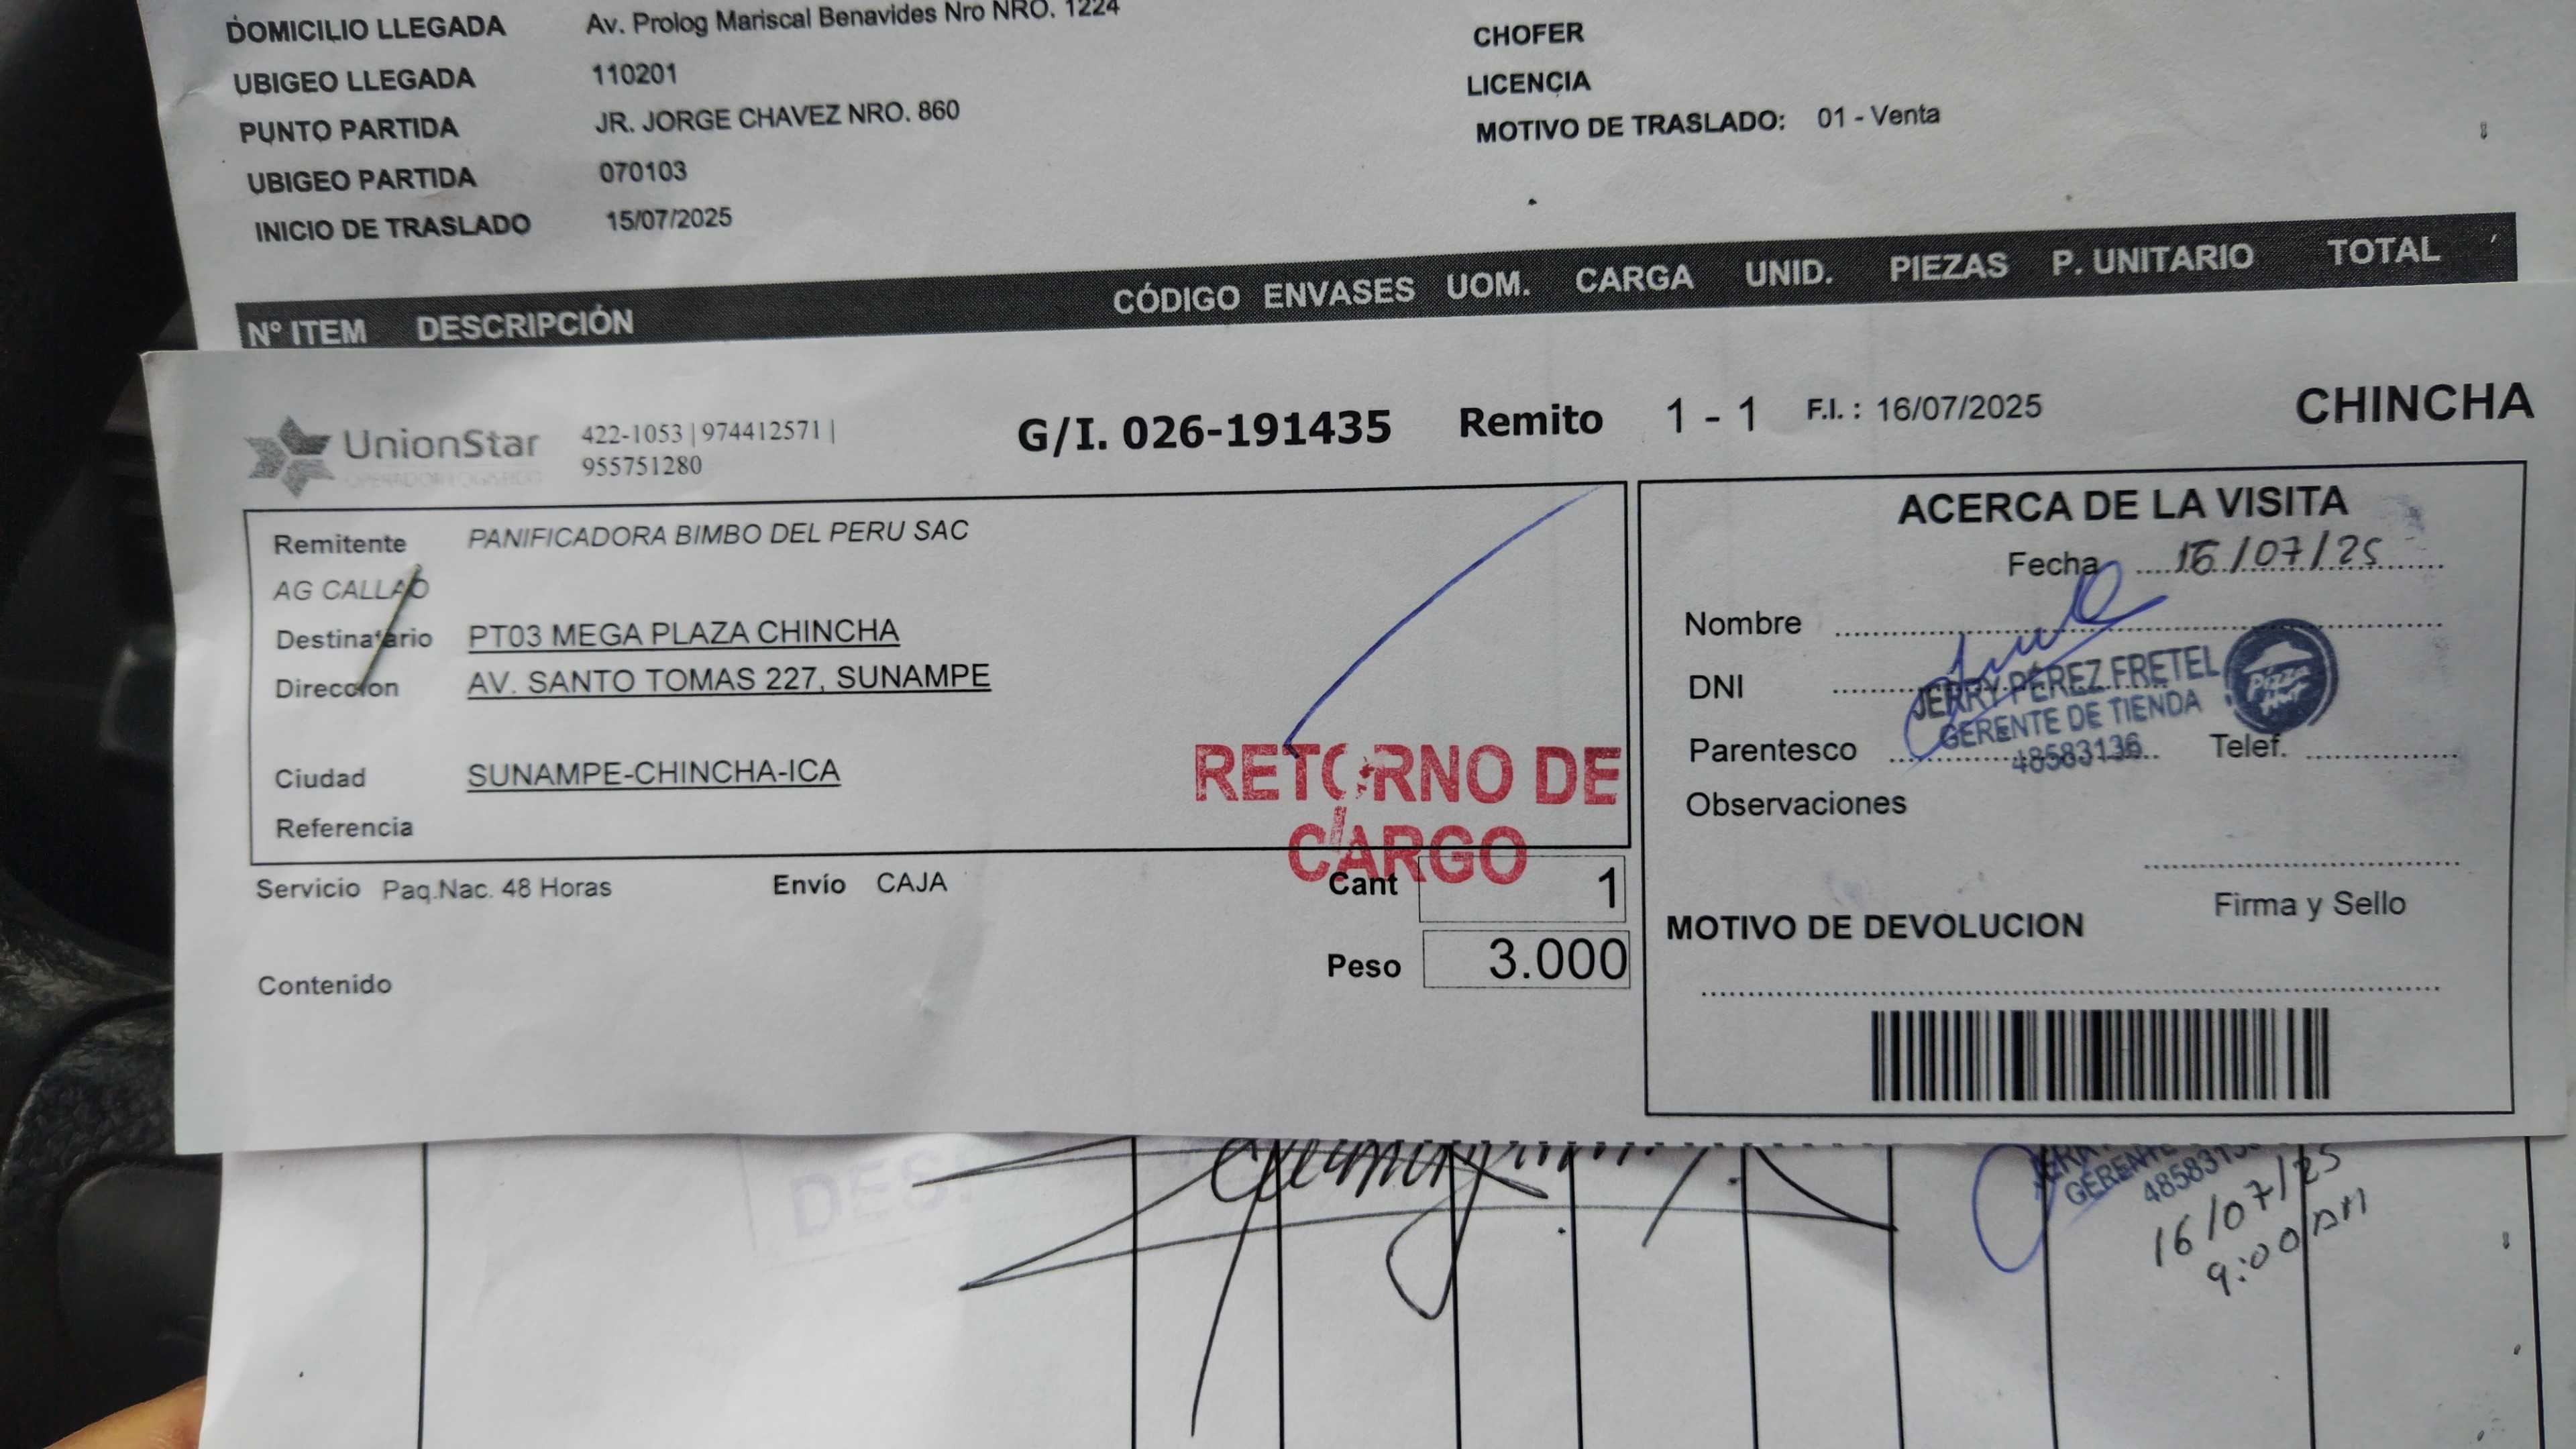 DOMICILIO LLEGADA Av. Prolog Mariscal Benavides Nro NRO. 1224
CHOFER
UBIGEO LLEGADA 110201
LICENCIA
PUNTO PARTIDA JR. JORGE CHAVEZ NRO. 860
MOTIVO DE TRASLADO: 01 - Venta
UBIGEO PARTIDA 070103
INICIO DE TRASLADO 15/07/2025
Nº ITEM DESCRIPCIÓN CÓDIGO ENVASES UOM. CARGA UNID. PIEZAS P. UNITARIO TOTAL
UnionStar
OPERADOR LOGISTICO
422-1053 | 974412571 |
955751280
G/I. 026-191435 Remito 1 - 1 F.I. : 16/07/2025 CHINCHA
Remitente PANIFICADORA BIMBO DEL PERU SAC
AG CALLAO
Destinatario PT03 MEGA PLAZA CHINCHA
Direccion AV. SANTO TOMAS 227, SUNAMPE
Ciudad SUNAMPE-CHINCHA-ICA
Referencia
RETORNO DE
CARGO
Servicio Paq.Nac. 48 Horas Envío CAJA Cant 1
Peso 3.000
Contenido
ACERCA DE LA VISITA
Fecha 16/07/25
Nombre
DNI
JERRY PEREZ FRETEL
GERENTE DE TIENDA
48583136
Pizza Hut
Parentesco Telef.
Observaciones
Firma y Sello
MOTIVO DE DEVOLUCION
GERENTE
16/07/25
9:00 AM